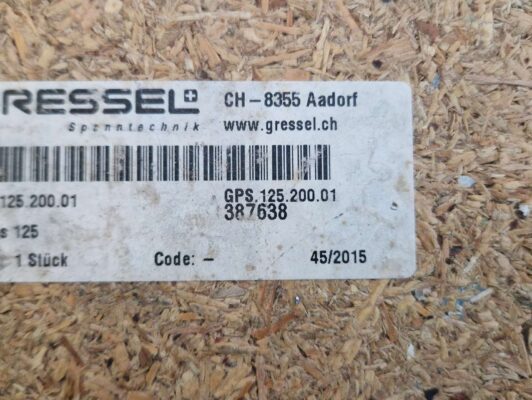 RESSEL CH - 8355 Aadorf
Spanntechnik www.gressel.ch
125.200.01 GPS.125.200.01
387638
s 125
: 1 Stück Code: - 45/2015